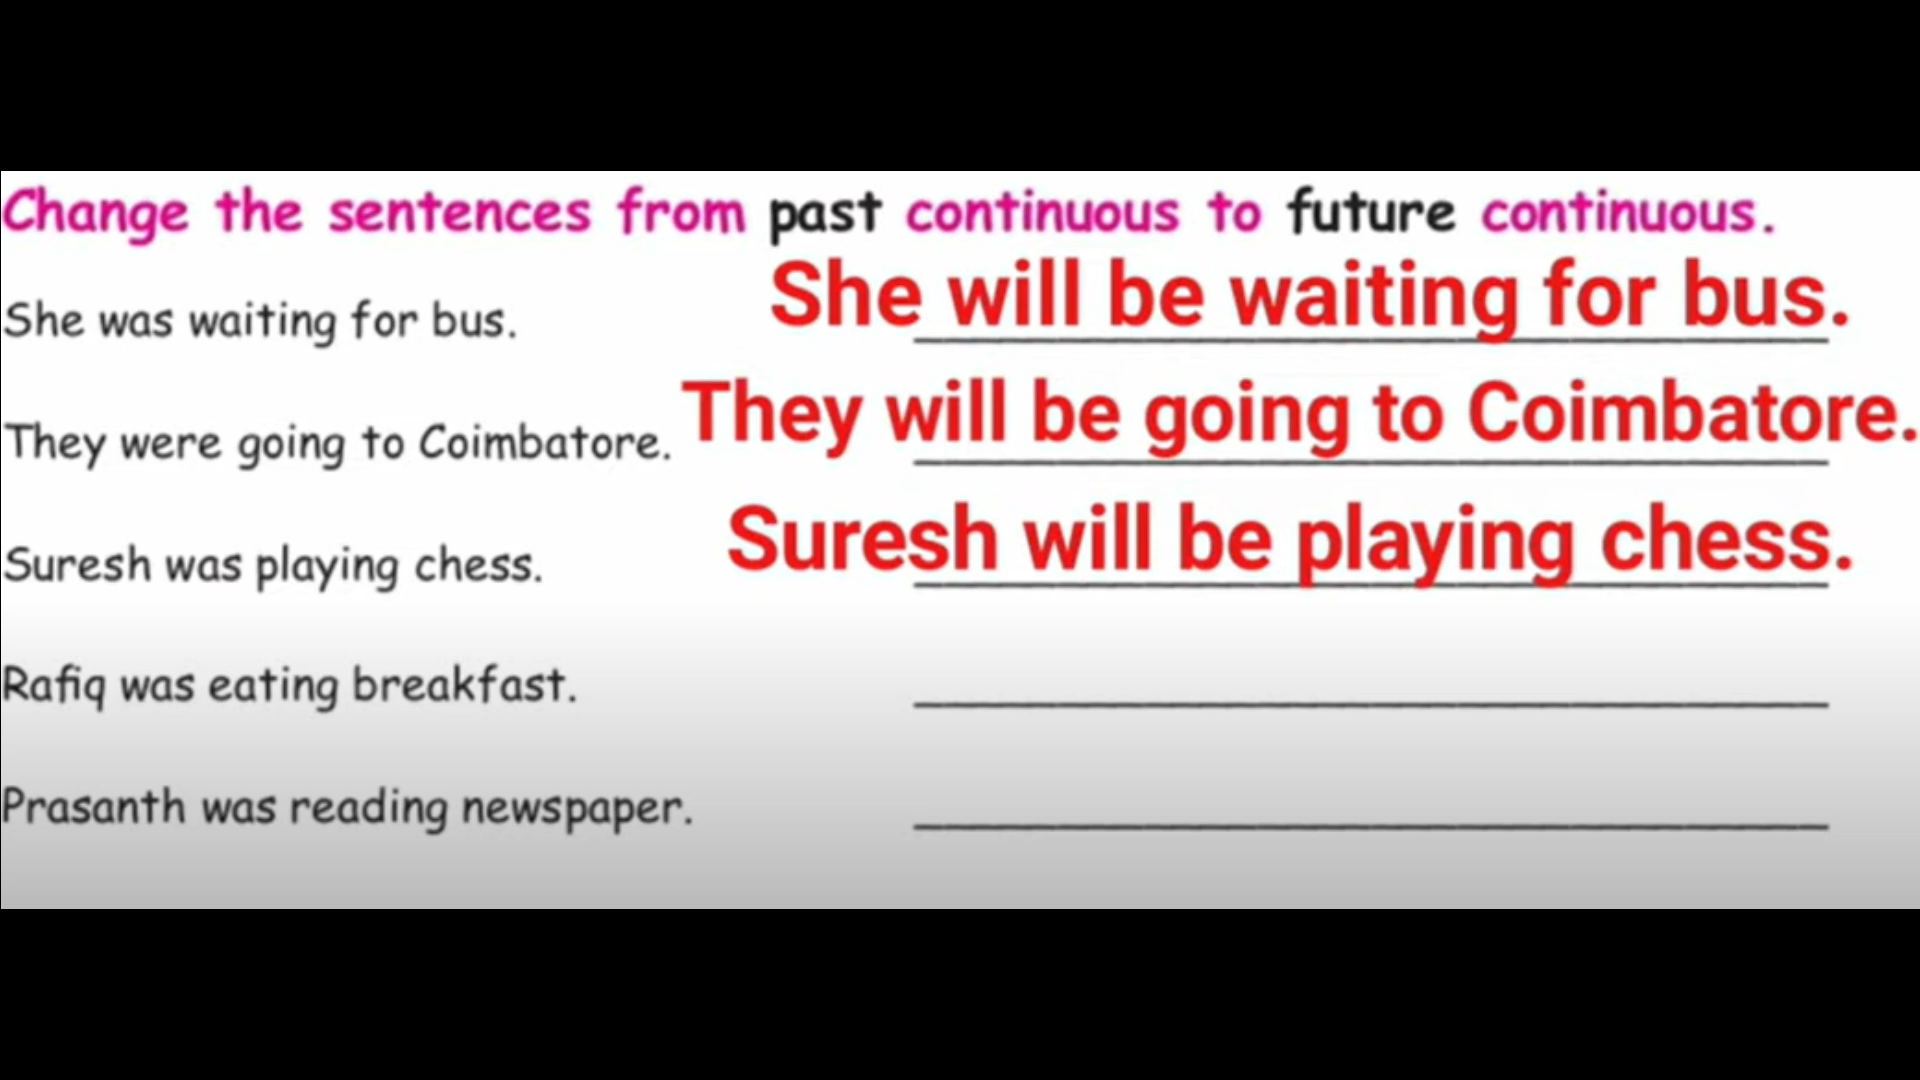 Change the sentences from past continuous to future continuous.
She was waiting for bus. She will be waiting for bus.
They were going to Coimbatore. They will be going to Coimbatore.
Suresh was playing chess. Suresh will be playing chess.
Rafiq was eating breakfast.
Prasanth was reading newspaper.